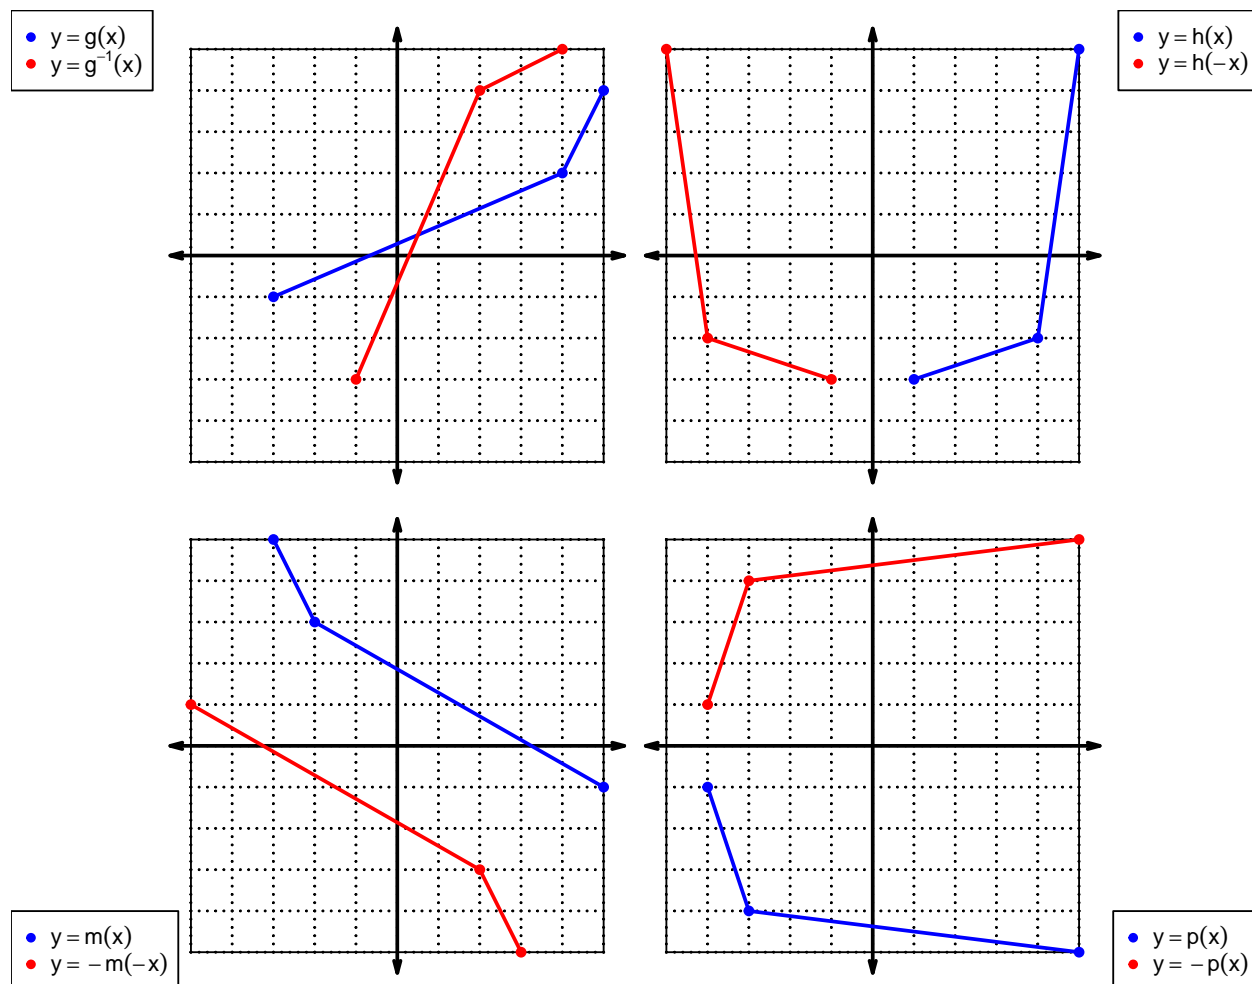 y = g(x)
y = g⁻¹(x)
y = h(x)
y = h(−x)
y = m(x)
y = −m(−x)
y = p(x)
y = −p(x)